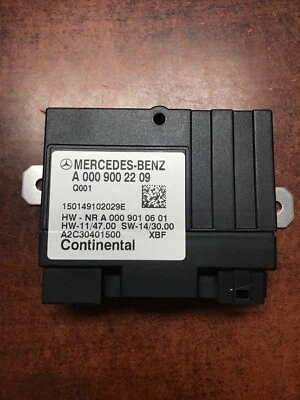 MERCEDES-BENZ
A 000 900 22 09
Q001
150149102029E
HW - NR A 000 901 06 01
HW-11/47.00 SW-14/30.00
A2C30401500 XBF
Continental